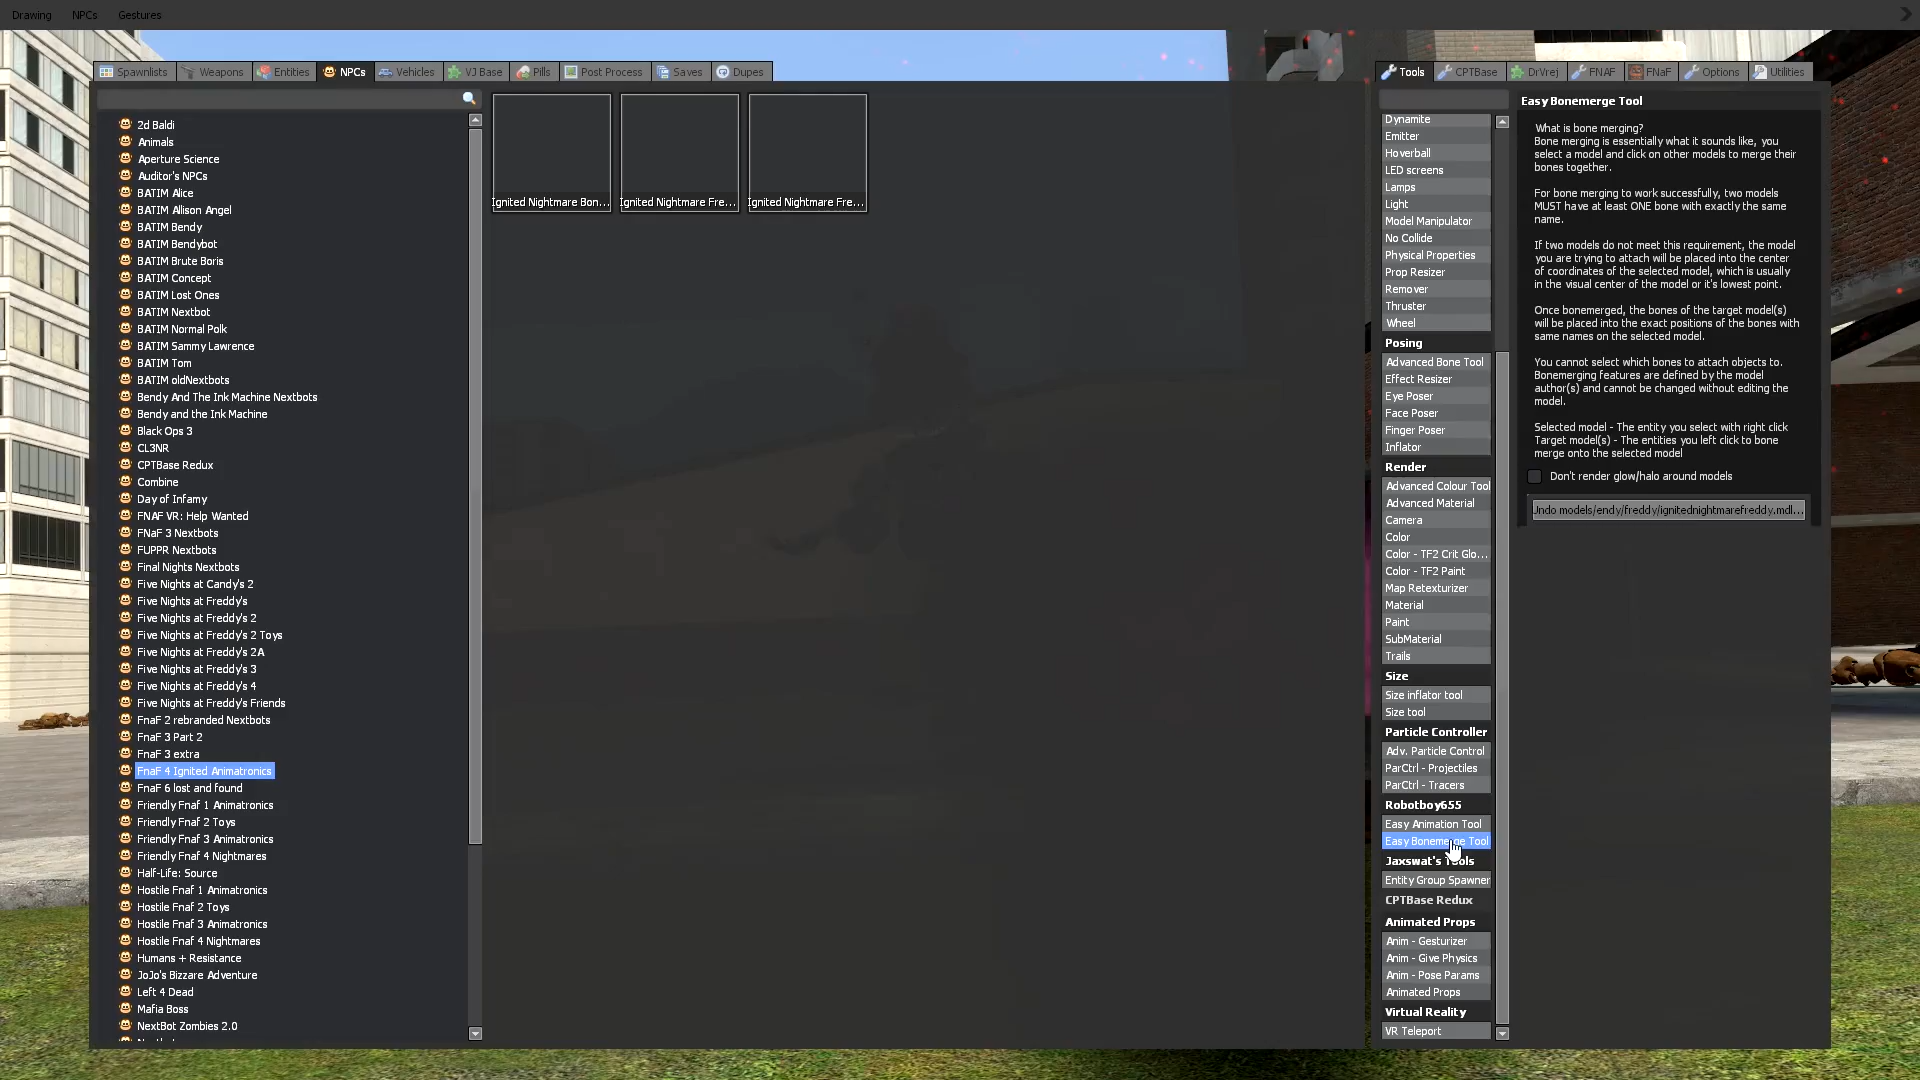 Drawing NPCs Gestures
Spawnlists Weapons Entities NPCs Vehicles VJ Base Pills Post Process Saves Dupes
2d Baldi
Animals
Aperture Science
Auditor's NPCs
BATIM Alice
BATIM Allison Angel
BATIM Bendy
BATIM Bendybot
BATIM Brute Boris
BATIM Concept
BATIM Lost Ones
BATIM Nextbot
BATIM Normal Polk
BATIM Sammy Lawrence
BATIM Tom
BATIM oldNextbots
Bendy And The Ink Machine Nextbots
Bendy and the Ink Machine
Black Ops 3
CL3NR
CPTBase Redux
Combine
Day of Infamy
FNAF VR: Help Wanted
FNaF 3 Nextbots
FUPPR Nextbots
Final Nights Nextbots
Five Nights at Candy's 2
Five Nights at Freddy's
Five Nights at Freddy's 2
Five Nights at Freddy's 2 Toys
Five Nights at Freddy's 2A
Five Nights at Freddy's 3
Five Nights at Freddy's 4
Five Nights at Freddy's Friends
FnaF 2 rebranded Nextbots
FnaF 3 Part 2
FnaF 3 extra
FnaF 4 Ignited Animatronics
FnaF 6 lost and found
Friendly Fnaf 1 Animatronics
Friendly Fnaf 2 Toys
Friendly Fnaf 3 Animatronics
Friendly Fnaf 4 Nightmares
Half-Life: Source
Hostile Fnaf 1 Animatronics
Hostile Fnaf 2 Toys
Hostile Fnaf 3 Animatronics
Hostile Fnaf 4 Nightmares
Humans + Resistance
JoJo's Bizzare Adventure
Left 4 Dead
Mafia Boss
NextBot Zombies 2.0
Ignited Nightmare Bon... Ignited Nightmare Fre... Ignited Nightmare Fre...
Tools CPTBase DrVrej FNAF FNaF Options Utilities
Dynamite
Emitter
Hoverball
LED screens
Lamps
Light
Model Manipulator
No Collide
Physical Properties
Prop Resizer
Remover
Thruster
Wheel
Posing
Advanced Bone Tool
Effect Resizer
Eye Poser
Face Poser
Finger Poser
Inflator
Render
Advanced Colour Tool
Advanced Material
Camera
Color
Color - TF2 Crit Glo...
Color - TF2 Paint
Map Retexturizer
Material
Paint
SubMaterial
Trails
Size
Size inflator tool
Size tool
Particle Controller
Adv. Particle Control
ParCtrl - Projectiles
ParCtrl - Tracers
Robotboy655
Easy Animation Tool
Easy Bonemerge Tool
Jaxswat's Tools
Entity Group Spawner
CPTBase Redux
Animated Props
Anim - Gesturizer
Anim - Give Physics
Anim - Pose Params
Animated Props
Virtual Reality
VR Teleport
Easy Bonemerge Tool
What is bone merging?
Bone merging is essentially what it sounds like, you
select a model and click on other models to merge their
bones together.
For bone merging to work successfully, two models
MUST have at least ONE bone with exactly the same
name.
If two models do not meet this requirement, the model
you are trying to attach will be placed into the center
of coordinates of the selected model, which is usually
in the visual center of the model or it's lowest point.
Once bonemerged, the bones of the target model(s)
will be placed into the exact positions of the bones with
same names on the selected model.
You cannot select which bones to attach objects to.
Bonemerging features are defined by the model
author(s) and cannot be changed without editing the
model.
Selected model - The entity you select with right click
Target model(s) - The entities you left click to bone
merge onto the selected model
Don't render glow/halo around models
Undo models/endy/freddy/ignitednightmarefreddy.mdl...